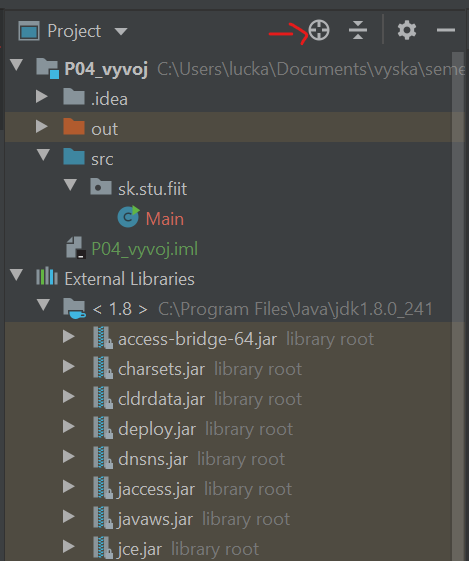 Project
P04_vyvoj C:\Users\lucka\Documents\vyska\seme
.idea
out
src
sk.stu.fiit
Main
P04_vyvoj.iml
External Libraries
< 1.8 > C:\Program Files\Java\jdk1.8.0_241
access-bridge-64.jar library root
charsets.jar library root
cldrdata.jar library root
deploy.jar library root
dnsns.jar library root
jaccess.jar library root
javaws.jar library root
jce.jar library root